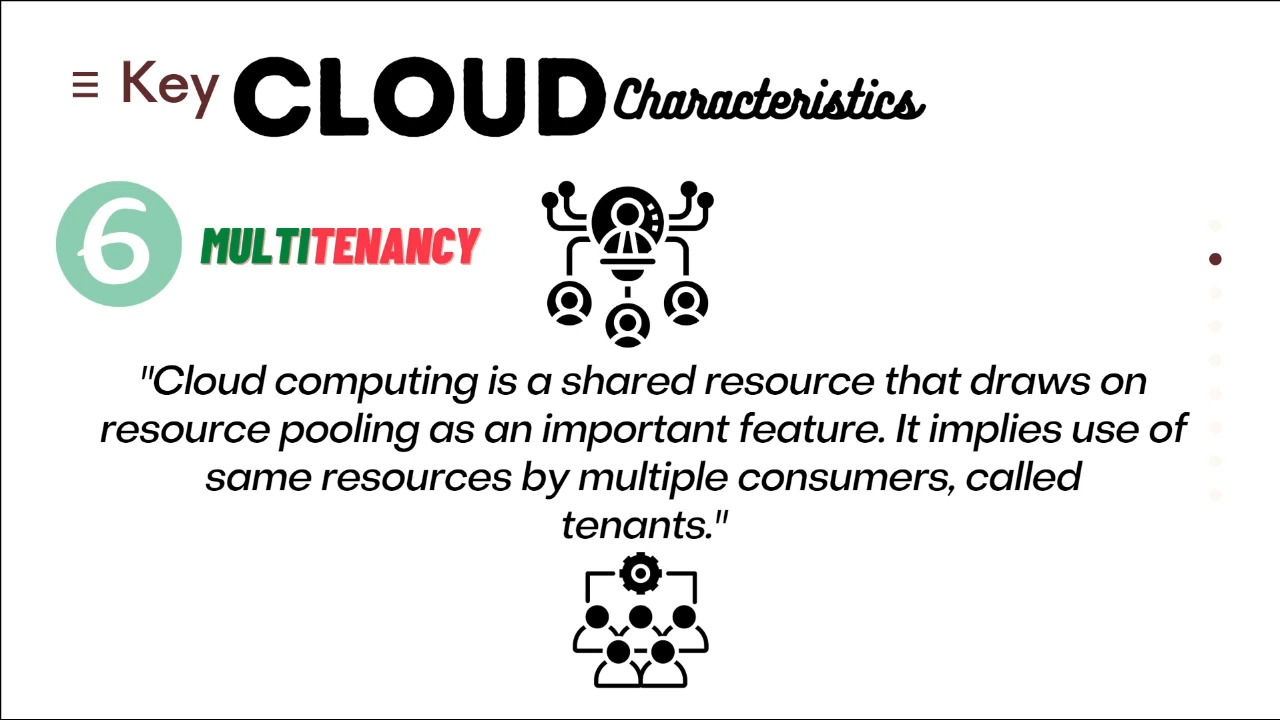 Key CLOUD Characteristics
6 MULTITENANCY
"Cloud computing is a shared resource that draws on
resource pooling as an important feature. It implies use of
same resources by multiple consumers, called
tenants."